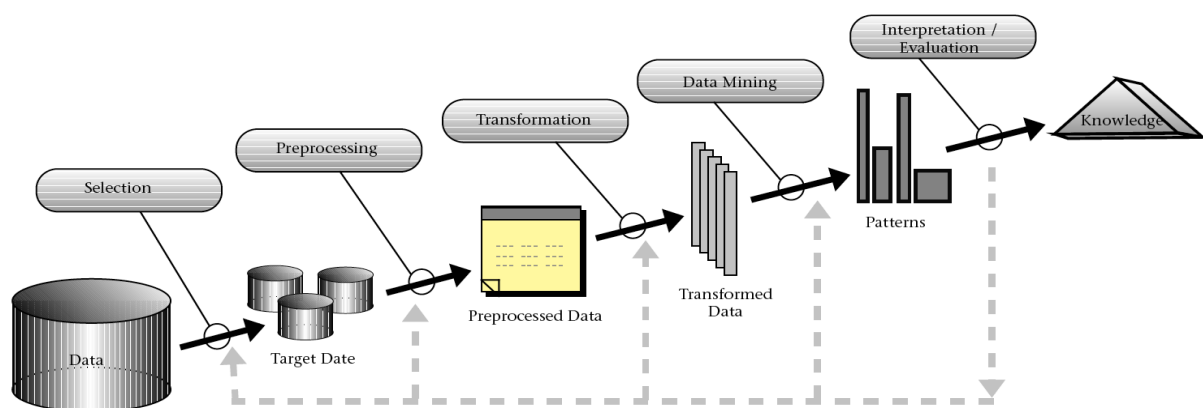 Interpretation /
Evaluation
Data Mining
Transformation
Preprocessing
Selection
Knowledge
Patterns
Transformed
Data
Preprocessed Data
Target Date
Data